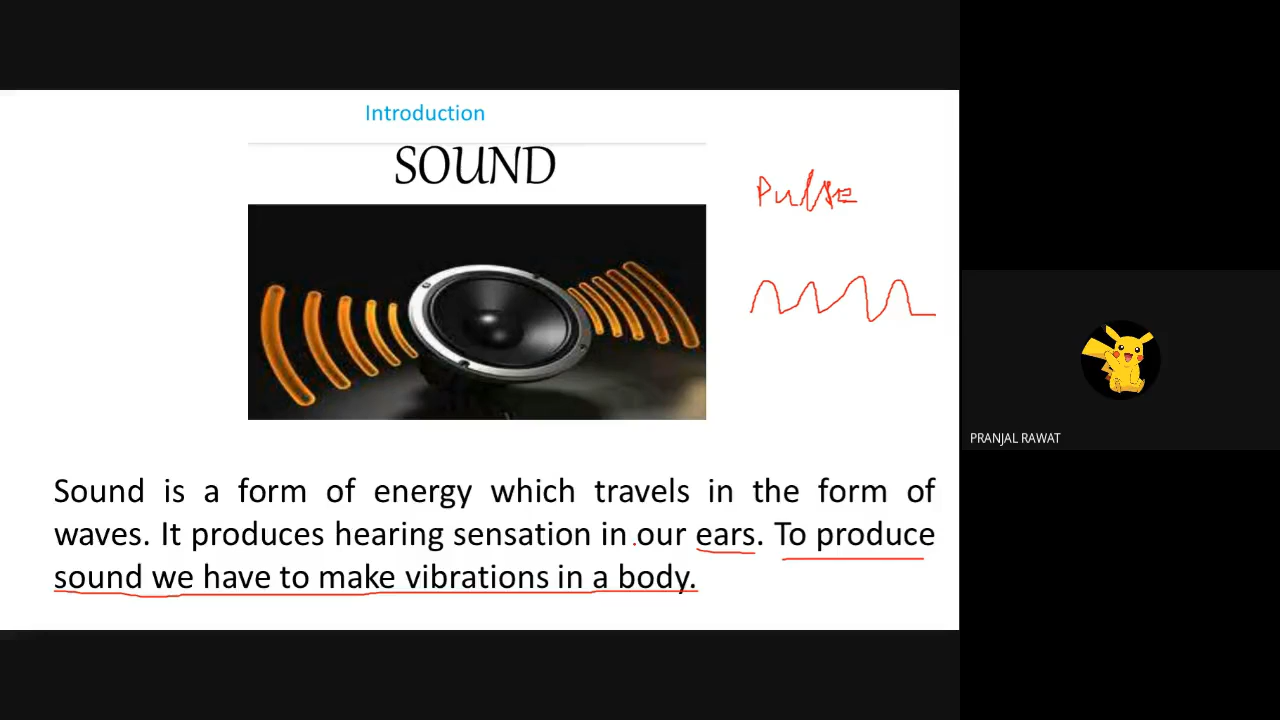 Introduction
SOUND
Pulse
Sound is a form of energy which travels in the form of
waves. It produces hearing sensation in our ears. To produce
sound we have to make vibrations in a body.
PRANJAL RAWAT